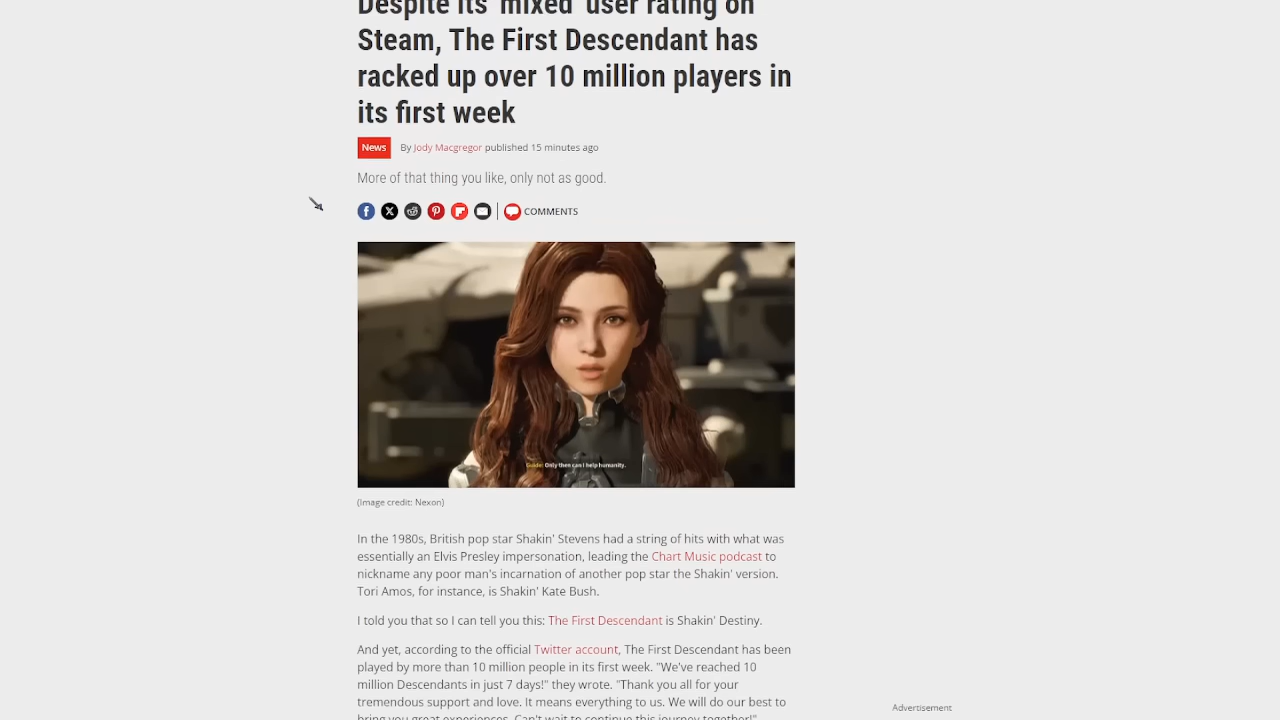 Despite its 'mixed' user rating on
Steam, The First Descendant has
racked up over 10 million players in
its first week
News By Jody Macgregor published 15 minutes ago
More of that thing you like, only not as good.
COMMENTS
Guide: Only then can I help humanity.
(Image credit: Nexon)
In the 1980s, British pop star Shakin' Stevens had a string of hits with what was
essentially an Elvis Presley impersonation, leading the Chart Music podcast to
nickname any poor man's incarnation of another pop star the Shakin' version.
Tori Amos, for instance, is Shakin' Kate Bush.
I told you that so I can tell you this: The First Descendant is Shakin' Destiny.
And yet, according to the official Twitter account, The First Descendant has been
played by more than 10 million people in its first week. "We've reached 10
million Descendants in just 7 days!" they wrote. "Thank you all for your
tremendous support and love. It means everything to us. We will do our best to
bring you great experiences. Can't wait to continue this journey together!"
Advertisement